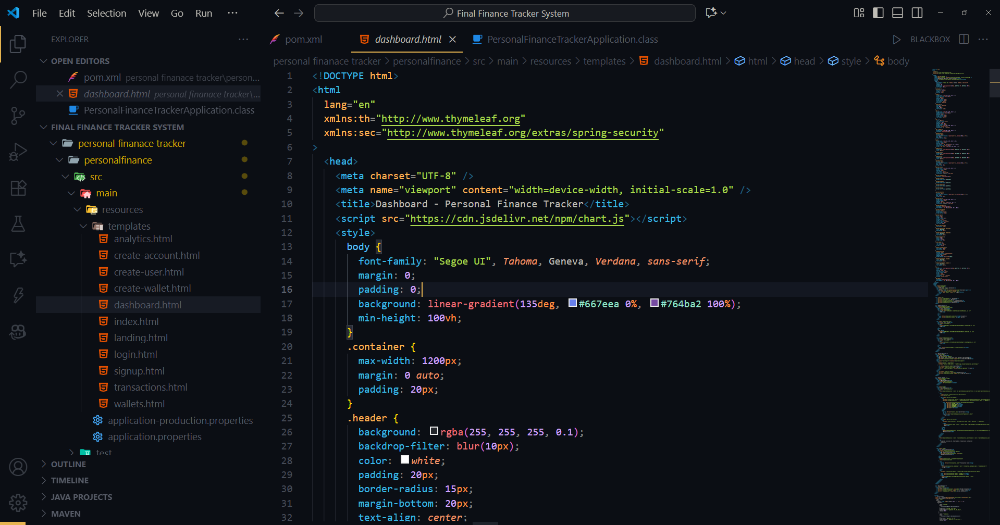 File Edit Selection View Go Run ···
Final Finance Tracker System
EXPLORER ···
OPEN EDITORS
pom.xml personal finanace tracker\person...
dashboard.html personal finanace tracker\...
PersonalFinanceTrackerApplication.class
FINAL FINANCE TRACKER SYSTEM
personal finanace tracker
personalfinance
src
main
resources
templates
analytics.html
create-account.html
create-user.html
create-wallet.html
dashboard.html
index.html
landing.html
login.html
signup.html
transactions.html
wallets.html
application-production.properties
application.properties
test
OUTLINE
TIMELINE
JAVA PROJECTS
MAVEN
pom.xml dashboard.html PersonalFinanceTrackerApplication.class BLACKBOX ···
personal finanace tracker > personalfinance > src > main > resources > templates > dashboard.html > html > head > style > body
1 <!DOCTYPE html>
2 <html
3 lang="en"
4 xmlns:th="http://www.thymeleaf.org"
5 xmlns:sec="http://www.thymeleaf.org/extras/spring-security"
6 >
7 <head>
8 <meta charset="UTF-8" />
9 <meta name="viewport" content="width=device-width, initial-scale=1.0" />
10 <title>Dashboard - Personal Finance Tracker</title>
11 <script src="https://cdn.jsdelivr.net/npm/chart.js"></script>
12 <style>
13 body {
14 font-family: "Segoe UI", Tahoma, Geneva, Verdana, sans-serif;
15 margin: 0;
16 padding: 0;
17 background: linear-gradient(135deg, #667eea 0%, #764ba2 100%);
18 min-height: 100vh;
19 }
20 .container {
21 max-width: 1200px;
22 margin: 0 auto;
23 padding: 20px;
24 }
25 .header {
26 background: rgba(255, 255, 255, 0.1);
27 backdrop-filter: blur(10px);
28 color: white;
29 padding: 20px;
30 border-radius: 15px;
31 margin-bottom: 20px;
32 text-align: center;